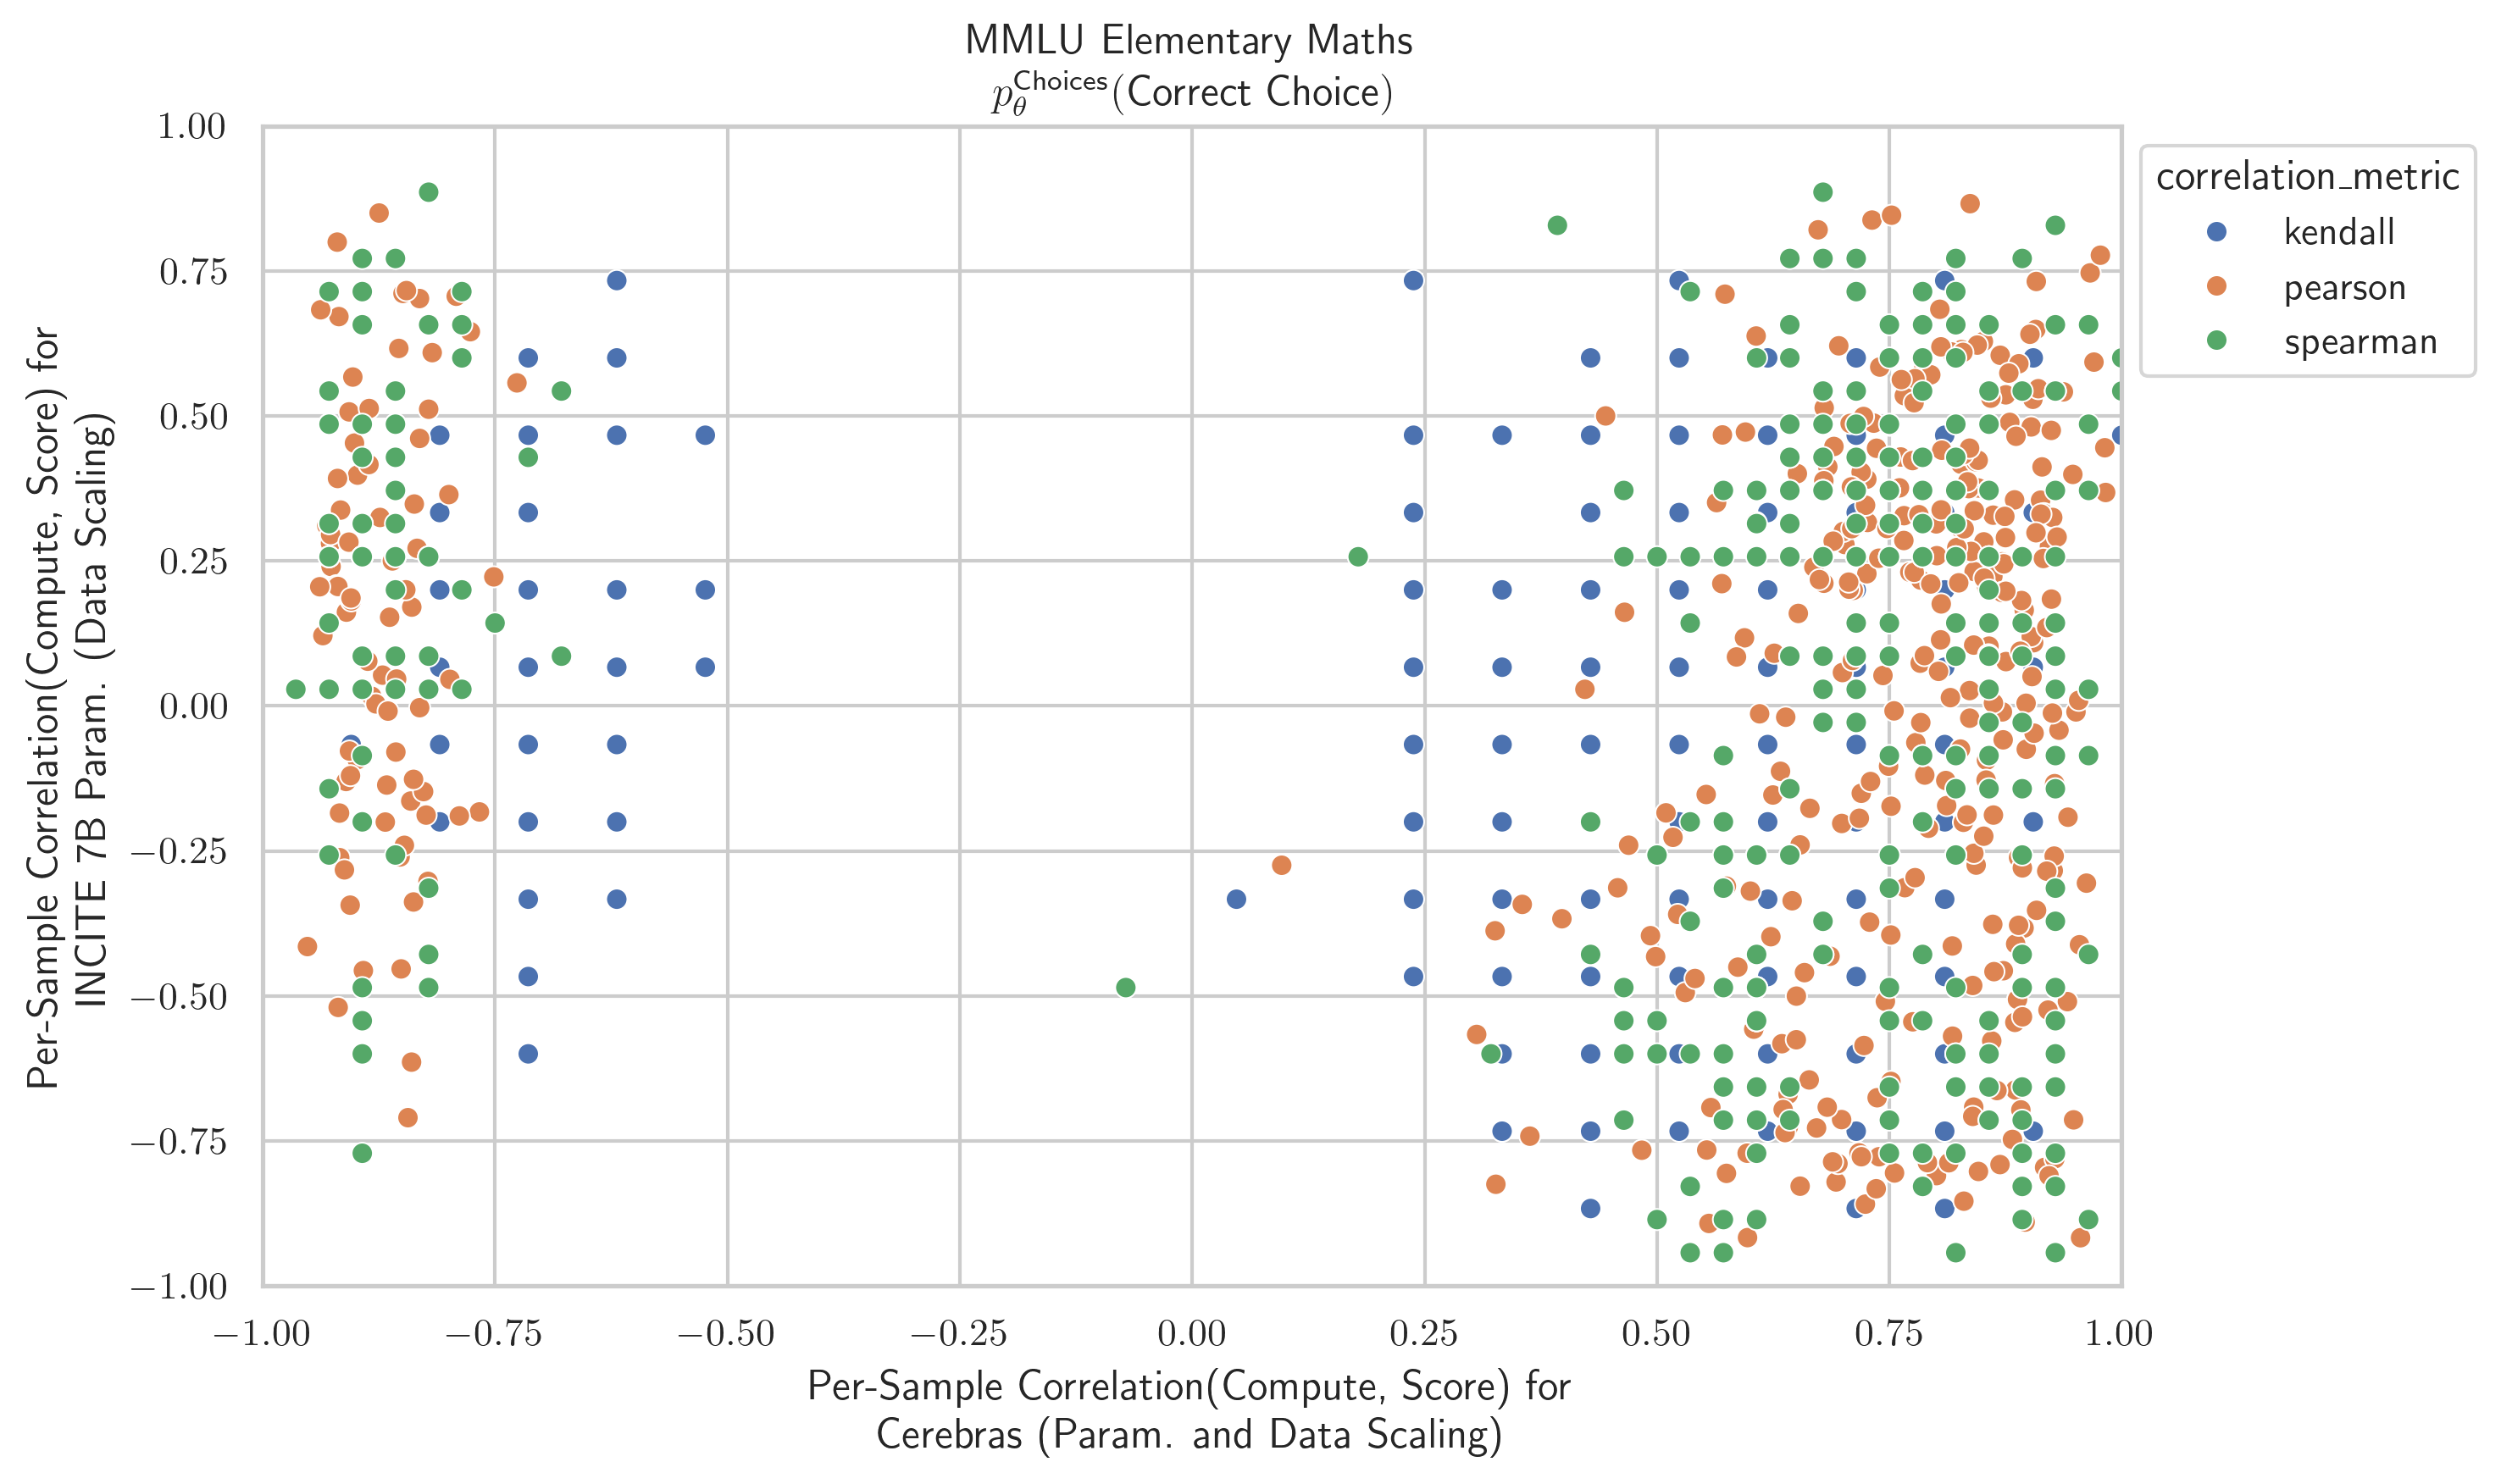 MMLU Elementary Maths
p_θ^Choices(Correct Choice)
1.00
0.75
0.50
0.25
0.00
−0.25
−0.50
−0.75
−1.00
Per-Sample Correlation(Compute, Score) for
INCITE 7B Param. (Data Scaling)
correlation_metric
kendall
pearson
spearman
−1.00 −0.75 −0.50 −0.25 0.00 0.25 0.50 0.75 1.00
Per-Sample Correlation(Compute, Score) for
Cerebras (Param. and Data Scaling)